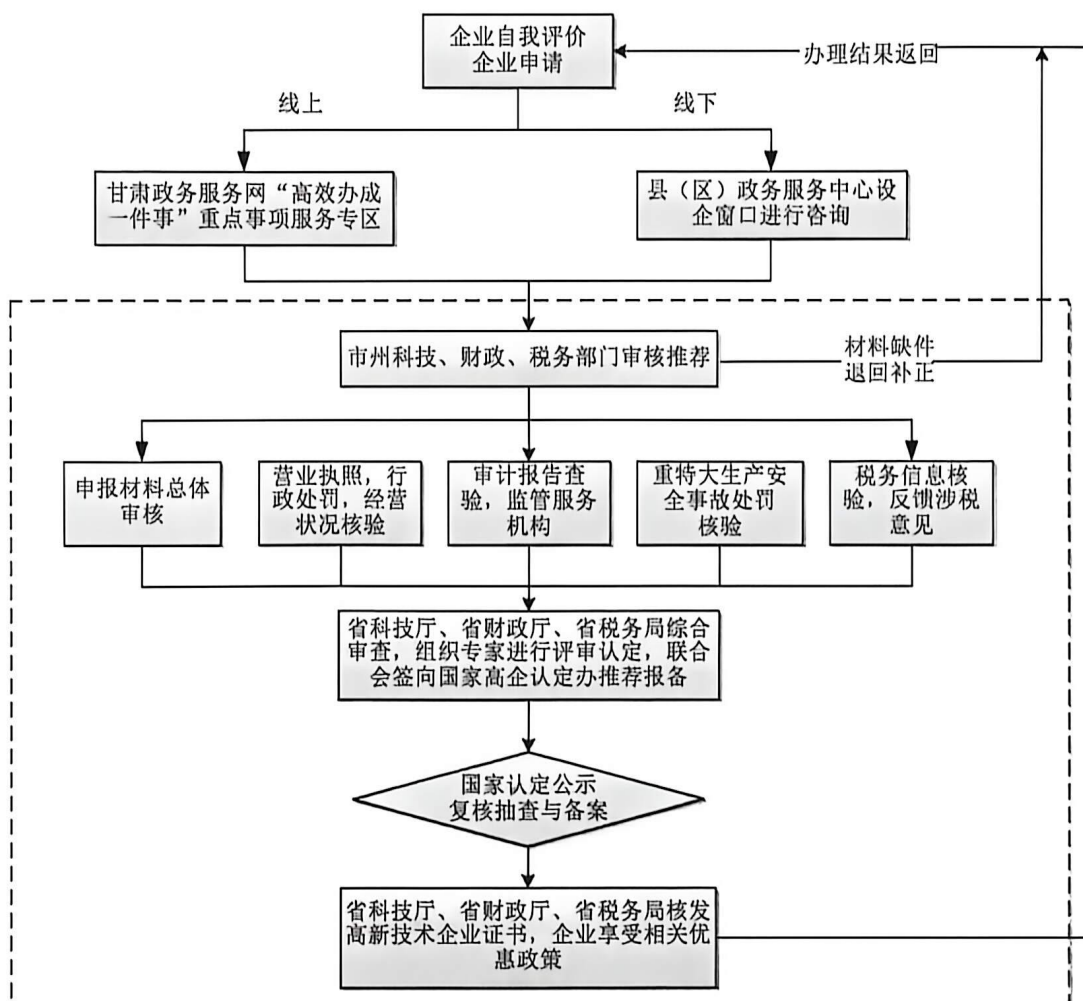 企业自我评价
企业申请
办理结果返回
线上
线下
甘肃政务服务网“高效办成
一件事”重点事项服务专区
县（区）政务服务中心设
企窗口进行咨询
市州科技、财政、税务部门审核推荐
材料缺件
退回补正
申报材料总体
审核
营业执照，行
政处罚，经营
状况核验
审计报告查
验，监管服务
机构
重特大生产安
全事故处罚
核验
税务信息核
验，反馈涉税
意见
省科技厅、省财政厅、省税务局综合
审查，组织专家进行评审认定，联合
会签向国家高企认定办推荐报备
国家认定公示
复核抽查与备案
省科技厅、省财政厅、省税务局核发
高新技术企业证书，企业享受相关优
惠政策